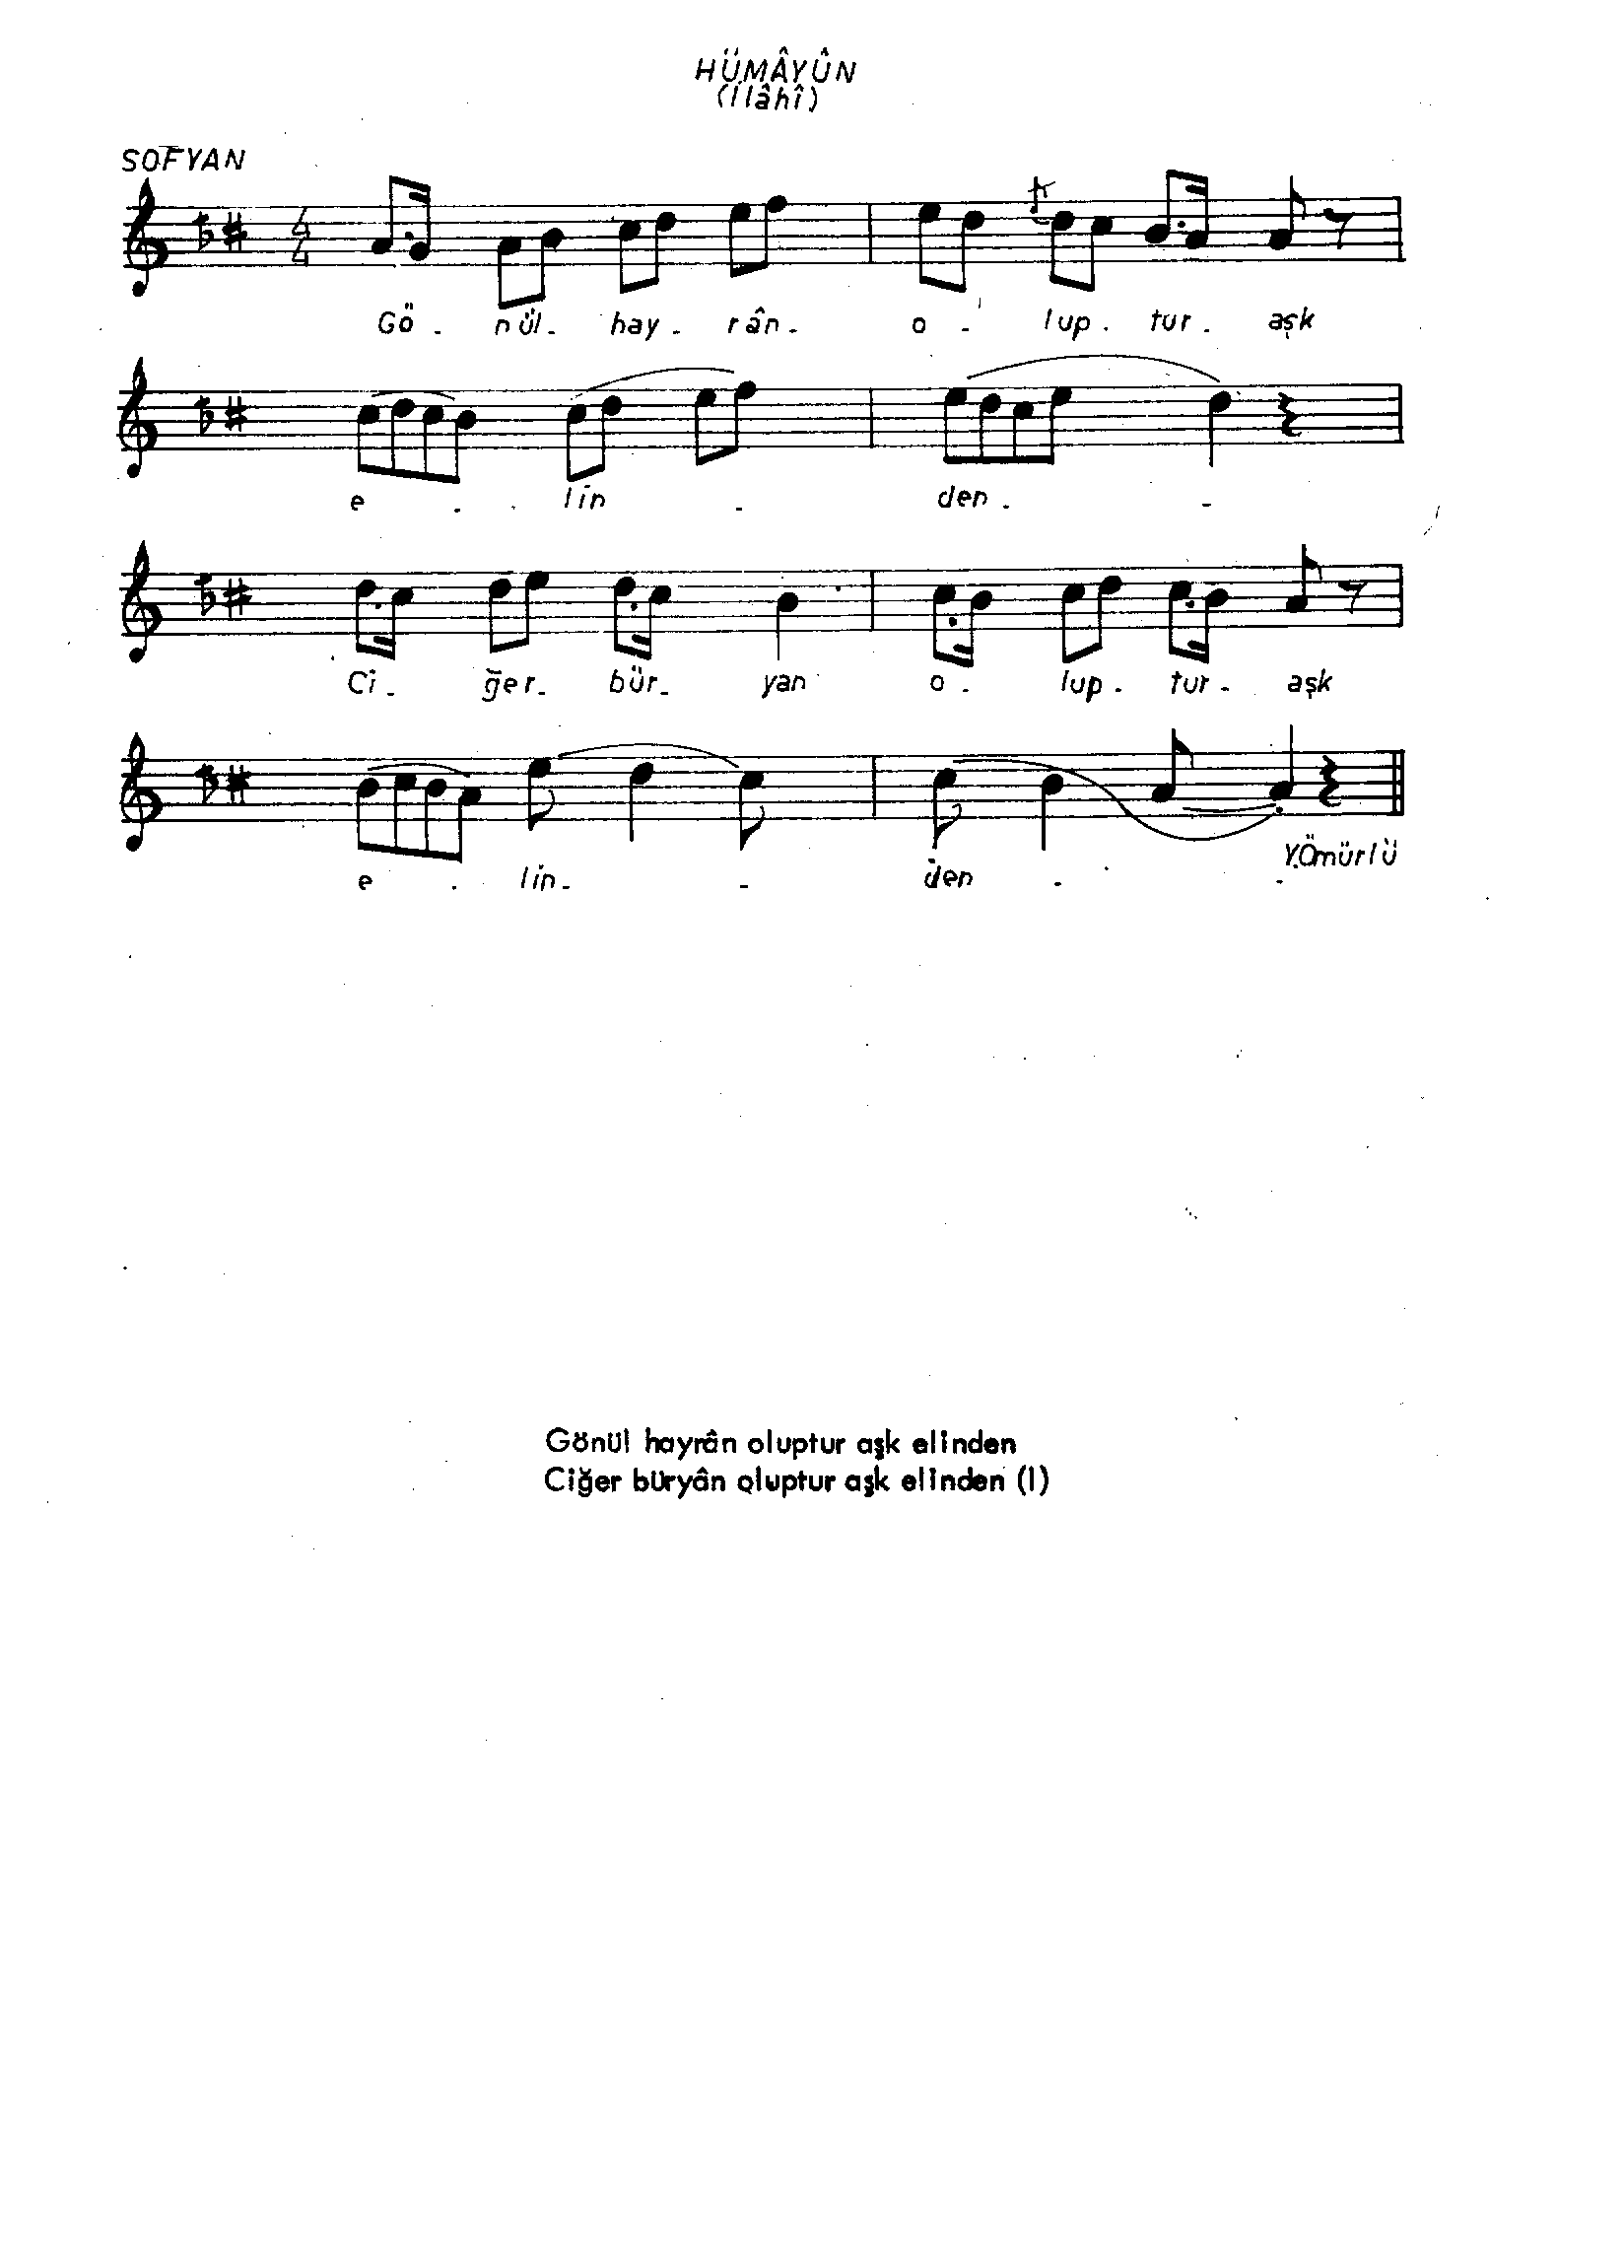 HÜMÂYÛN
(İlâhî)
SOFYAN
4
4
Gö - nül - hay - rân - o - lup - tur - aşk
e . . lin - den - -
Ci - ğer - bür - yan o - lup - tur - aşk
e . lin - - den - -
Y.Ömürlü
Gönül hayrân oluptur aşk elinden
Ciğer büryân oluptur aşk elinden (I)